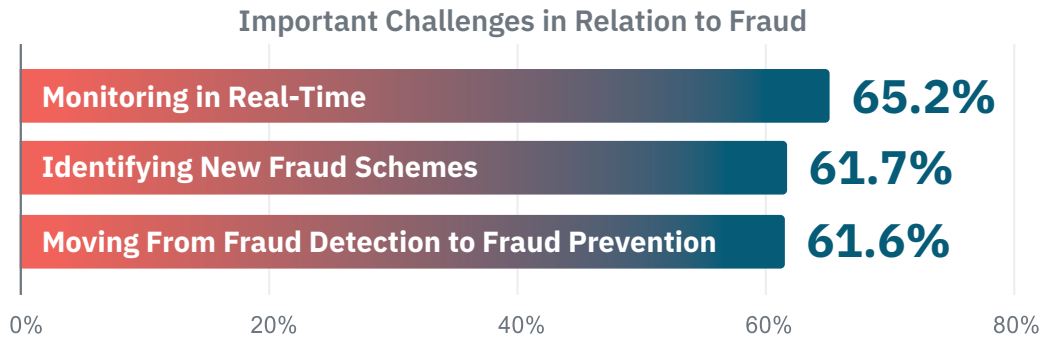 Important Challenges in Relation to Fraud
Monitoring in Real-Time 65.2%
Identifying New Fraud Schemes 61.7%
Moving From Fraud Detection to Fraud Prevention 61.6%
0% 20% 40% 60% 80%